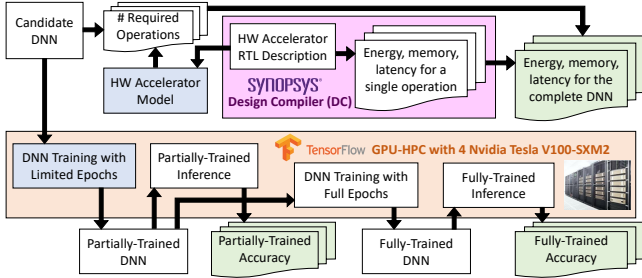 Candidate
DNN
# Required
Operations
HW Accelerator
Model
HW Accelerator
RTL Description
SYNOPSYS®
Design Compiler (DC)
Energy, memory,
latency for a
single operation
Energy, memory,
latency for the
complete DNN
TensorFlow GPU-HPC with 4 Nvidia Tesla V100-SXM2
DNN Training with
Limited Epochs
Partially-Trained
Inference
DNN Training with
Full Epochs
Fully-Trained
Inference
Partially-Trained
DNN
Partially-Trained
Accuracy
Fully-Trained
DNN
Fully-Trained
Accuracy